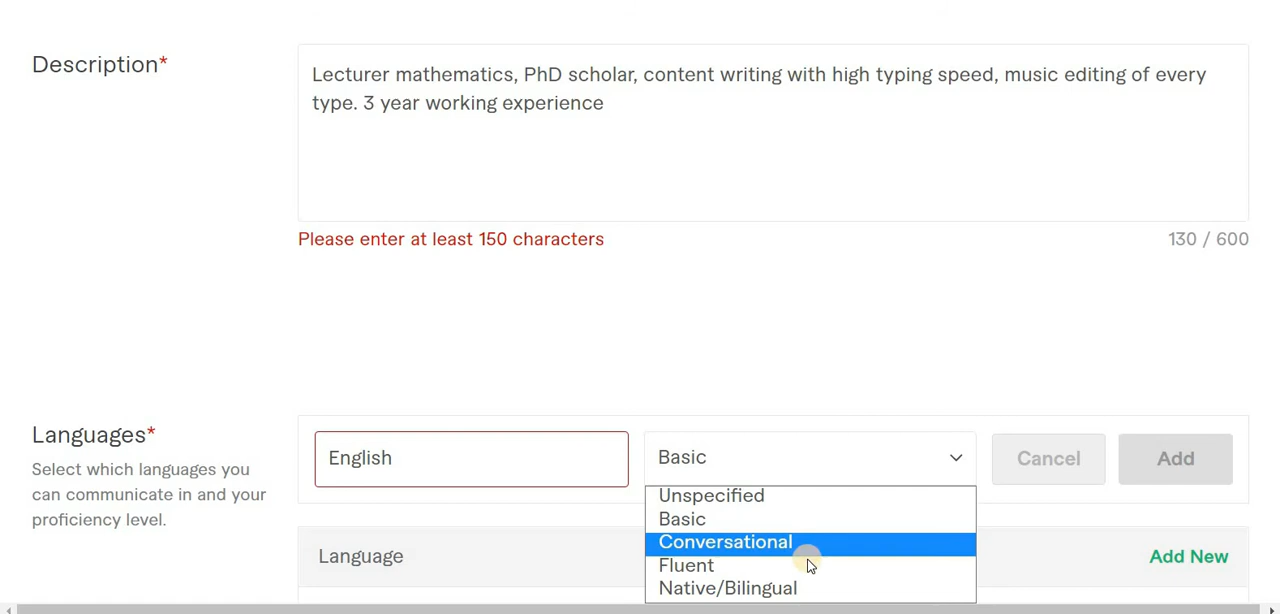 Description*
Lecturer mathematics, PhD scholar, content writing with high typing speed, music editing of every
type. 3 year working experience
Please enter at least 150 characters
130 / 600
Languages*
Select which languages you
can communicate in and your
proficiency level.
English
Basic
Cancel
Add
Unspecified
Basic
Conversational
Fluent
Native/Bilingual
Language
Add New